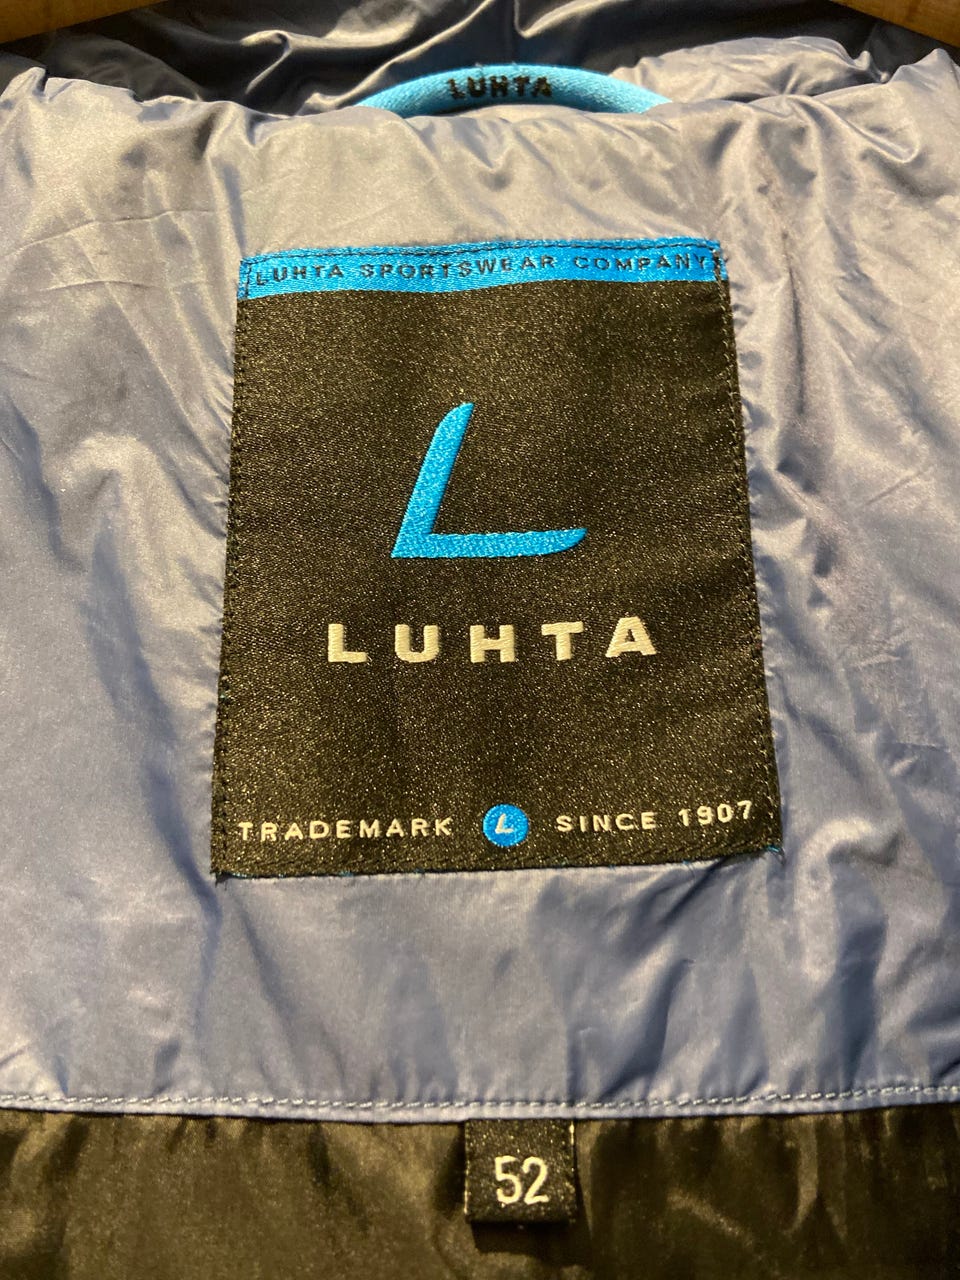 LUHTA
LUHTA SPORTSWEAR COMPANY
L
LUHTA
TRADEMARK L SINCE 1907
52